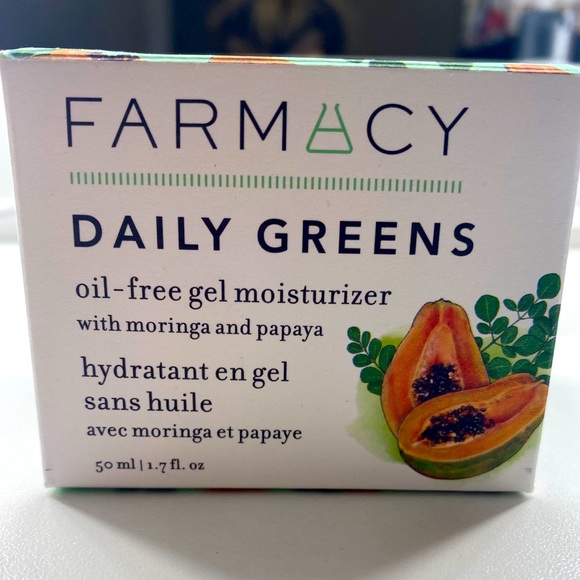 FARMACY
DAILY GREENS
oil-free gel moisturizer
with moringa and papaya
hydratant en gel
sans huile
avec moringa et papaye
50 ml | 1.7 fl. oz